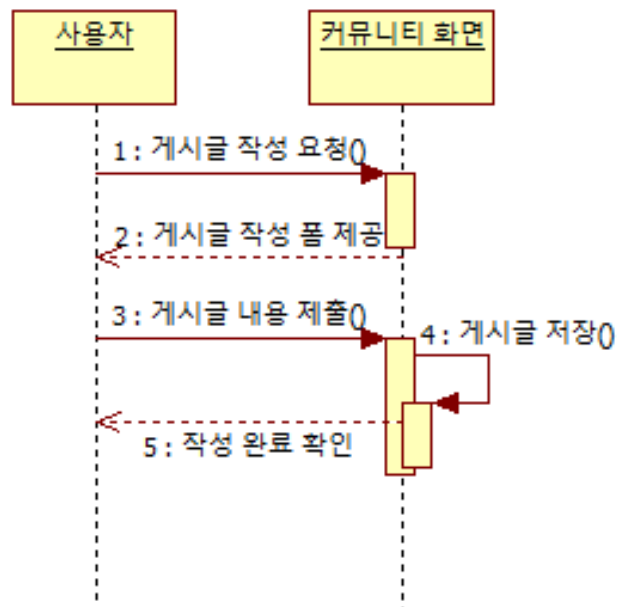 사용자
커뮤니티 화면
1 : 게시글 작성 요청()
2 : 게시글 작성 폼 제공
3 : 게시글 내용 제출()
4 : 게시글 저장()
5 : 작성 완료 확인